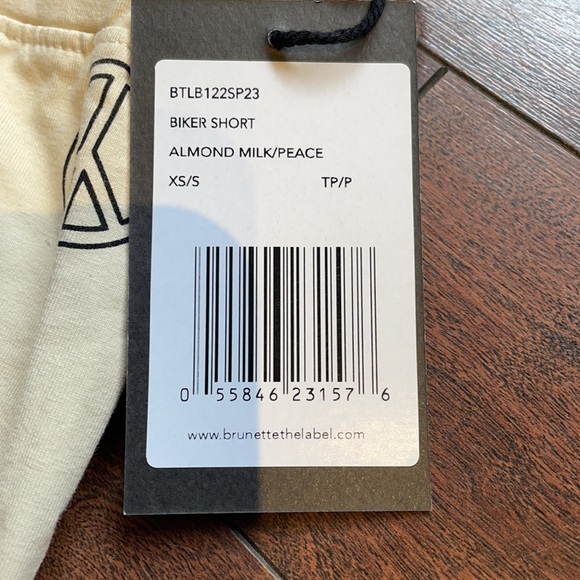 BTLB122SP23
BIKER SHORT
ALMOND MILK/PEACE
XS/S TP/P
0 55846 23157 6
www.brunettethelabel.com